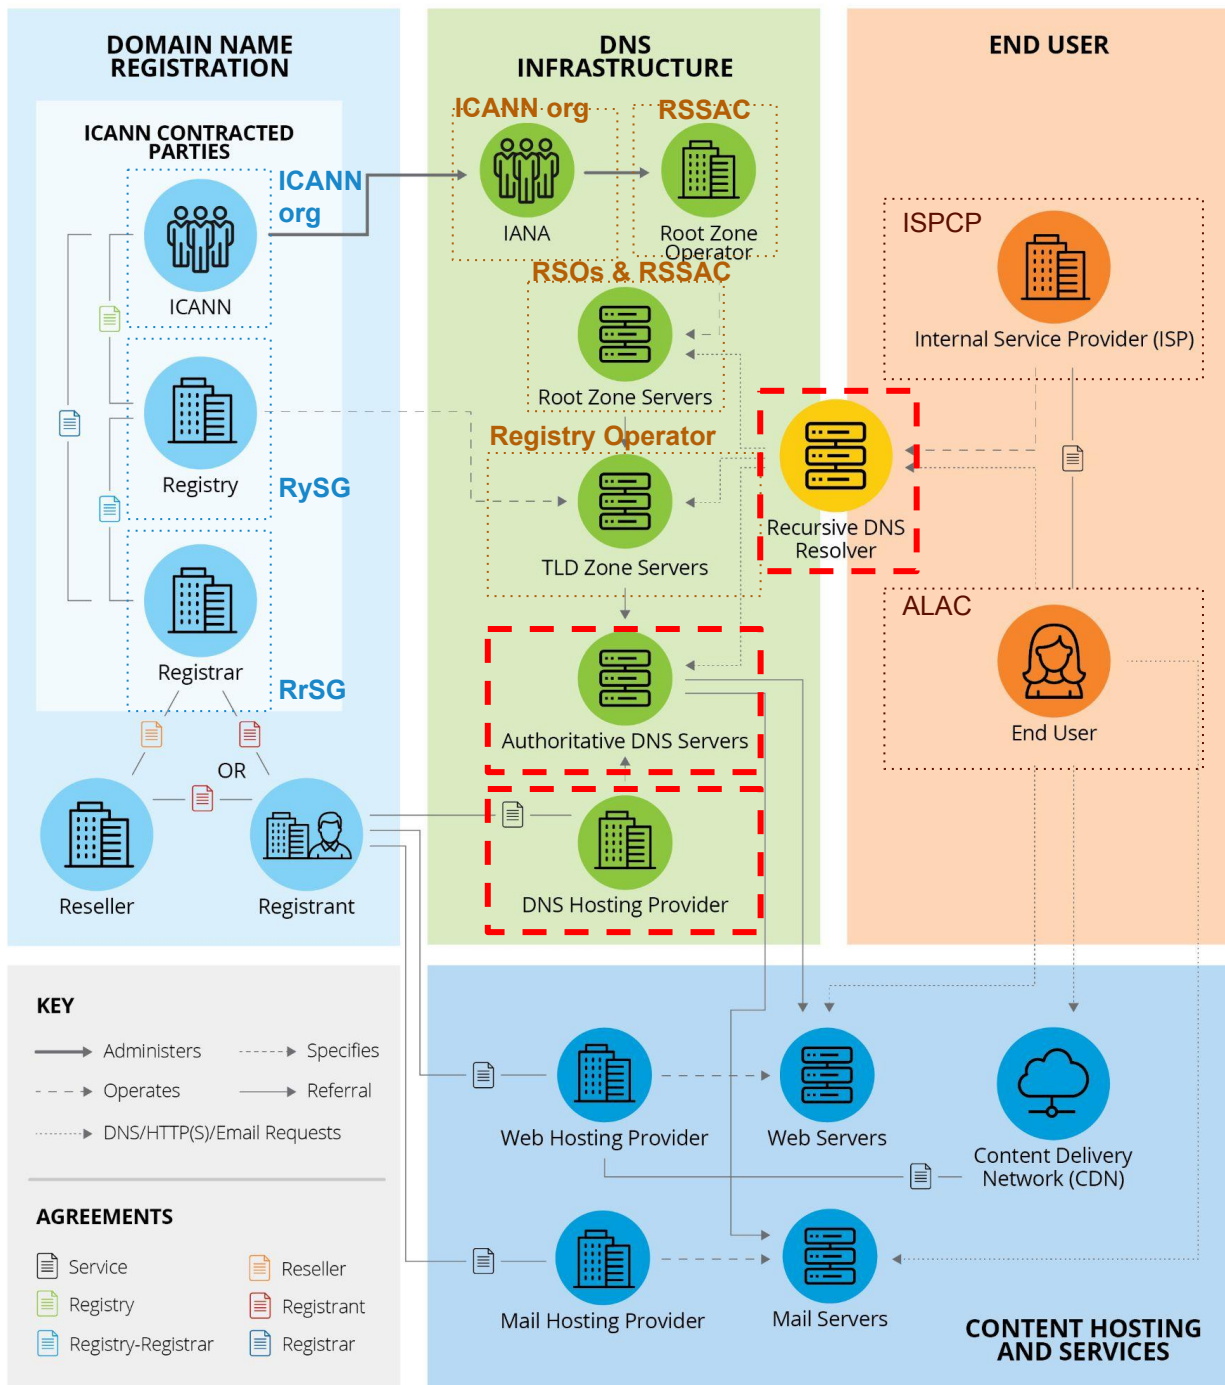 DOMAIN NAME
REGISTRATION
ICANN CONTRACTED
PARTIES
ICANN
org
ICANN
Registry
RySG
Registrar
RrSG
OR
Reseller
Registrant
DNS
INFRASTRUCTURE
ICANN org
RSSAC
IANA
Root Zone
Operator
RSOs & RSSAC
Root Zone Servers
Registry Operator
TLD Zone Servers
Authoritative DNS Servers
DNS Hosting Provider
Recursive DNS
Resolver
END USER
ISPCP
Internal Service Provider (ISP)
ALAC
End User
KEY
Administers
Specifies
Operates
Referral
DNS/HTTP(S)/Email Requests
AGREEMENTS
Service
Reseller
Registry
Registrant
Registry-Registrar
Registrar
Web Hosting Provider
Web Servers
Content Delivery
Network (CDN)
Mail Hosting Provider
Mail Servers
CONTENT HOSTING
AND SERVICES